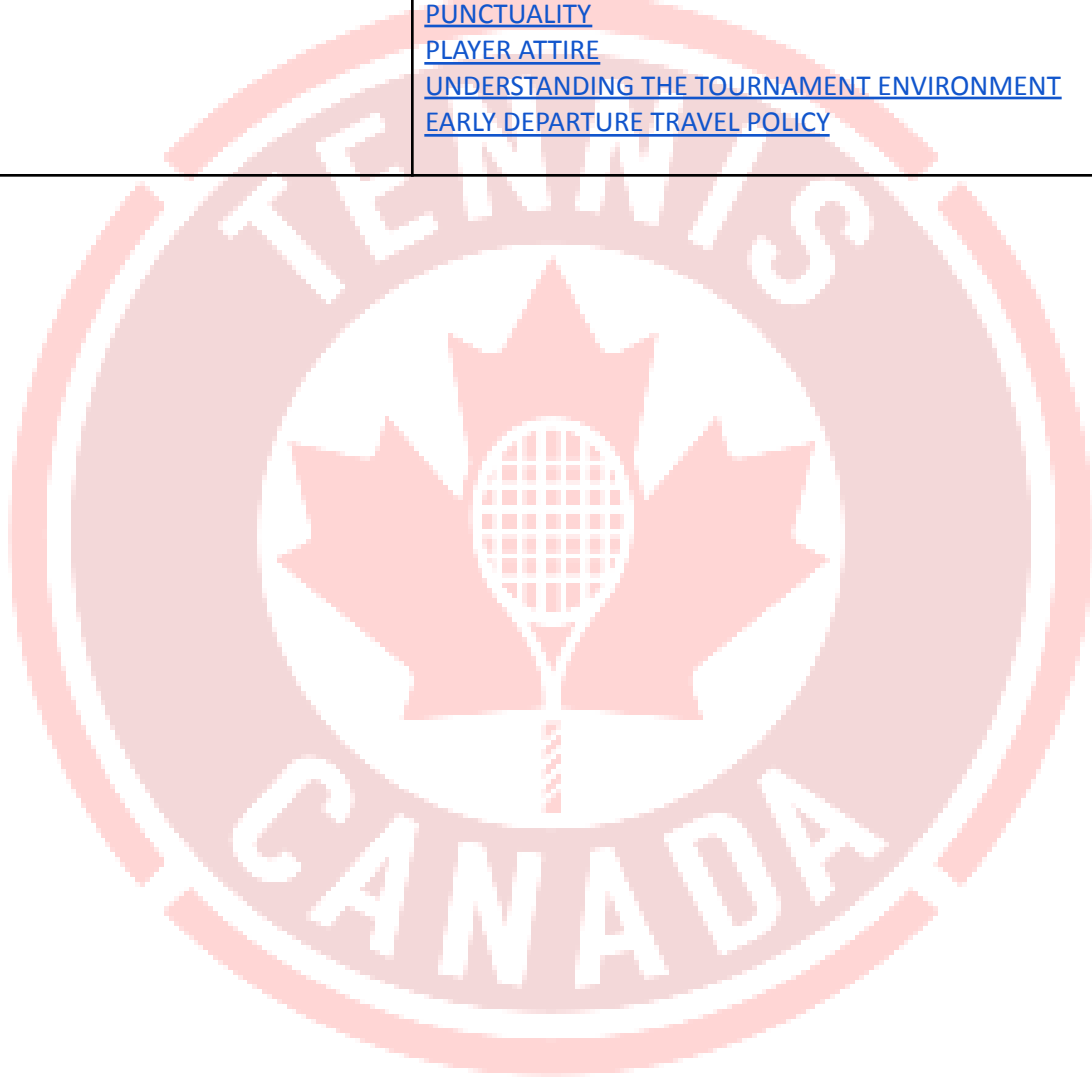 PUNCTUALITY
PLAYER ATTIRE
UNDERSTANDING THE TOURNAMENT ENVIRONMENT
EARLY DEPARTURE TRAVEL POLICY
TENNIS
CANADA